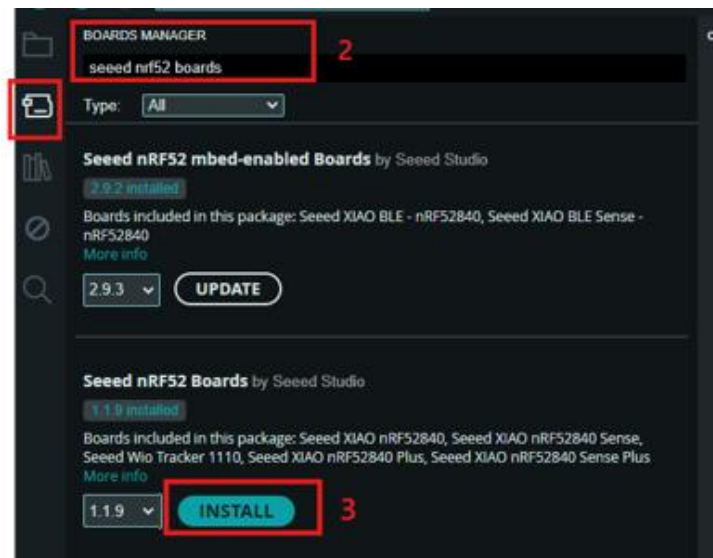 BOARDS MANAGER
2
seeed nrf52 boards
Type: All
Seeed nRF52 mbed-enabled Boards by Seeed Studio
2.9.2 installed
Boards included in this package: Seeed XIAO BLE - nRF52840, Seeed XIAO BLE Sense -
nRF52840
More info
2.9.3 UPDATE
Seeed nRF52 Boards by Seeed Studio
1.1.9 installed
Boards included in this package: Seeed XIAO nRF52840, Seeed XIAO nRF52840 Sense,
Seeed Wio Tracker 1110, Seeed XIAO nRF52840 Plus, Seeed XIAO nRF52840 Sense Plus
More info
1.1.9 INSTALL 3